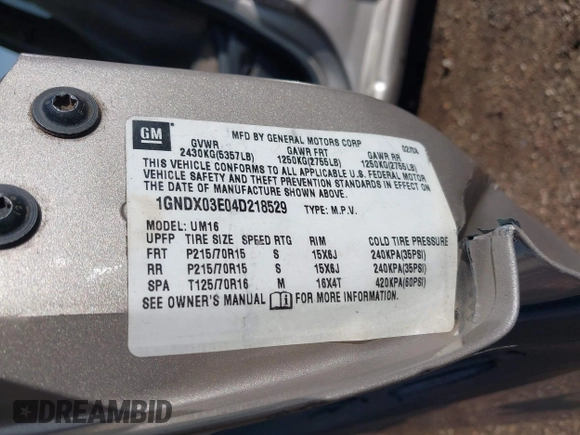 GM
MFD BY GENERAL MOTORS CORP 02/04
GVWR GAWR FRT GAWR RR
2430KG(5357LB) 1250KG(2755LB) 1250KG(2755LB)
THIS VEHICLE CONFORMS TO ALL APPLICABLE U.S. FEDERAL MOTOR
VEHICLE SAFETY AND THEFT PREVENTION STANDARDS IN EFFECT ON
THE DATE OF MANUFACTURE SHOWN ABOVE.
1GNDX03E04D218529 TYPE: M.P.V.
MODEL: UM16
UPFP TIRE SIZE SPEED RTG RIM COLD TIRE PRESSURE
FRT P215/70R15 S 15X6J 240KPA(35PSI)
RR P215/70R15 S 15X6J 240KPA(35PSI)
SPA T125/70R16 M 16X4T 420KPA(60PSI)
SEE OWNER'S MANUAL FOR MORE INFORMATION.
DREAMBID